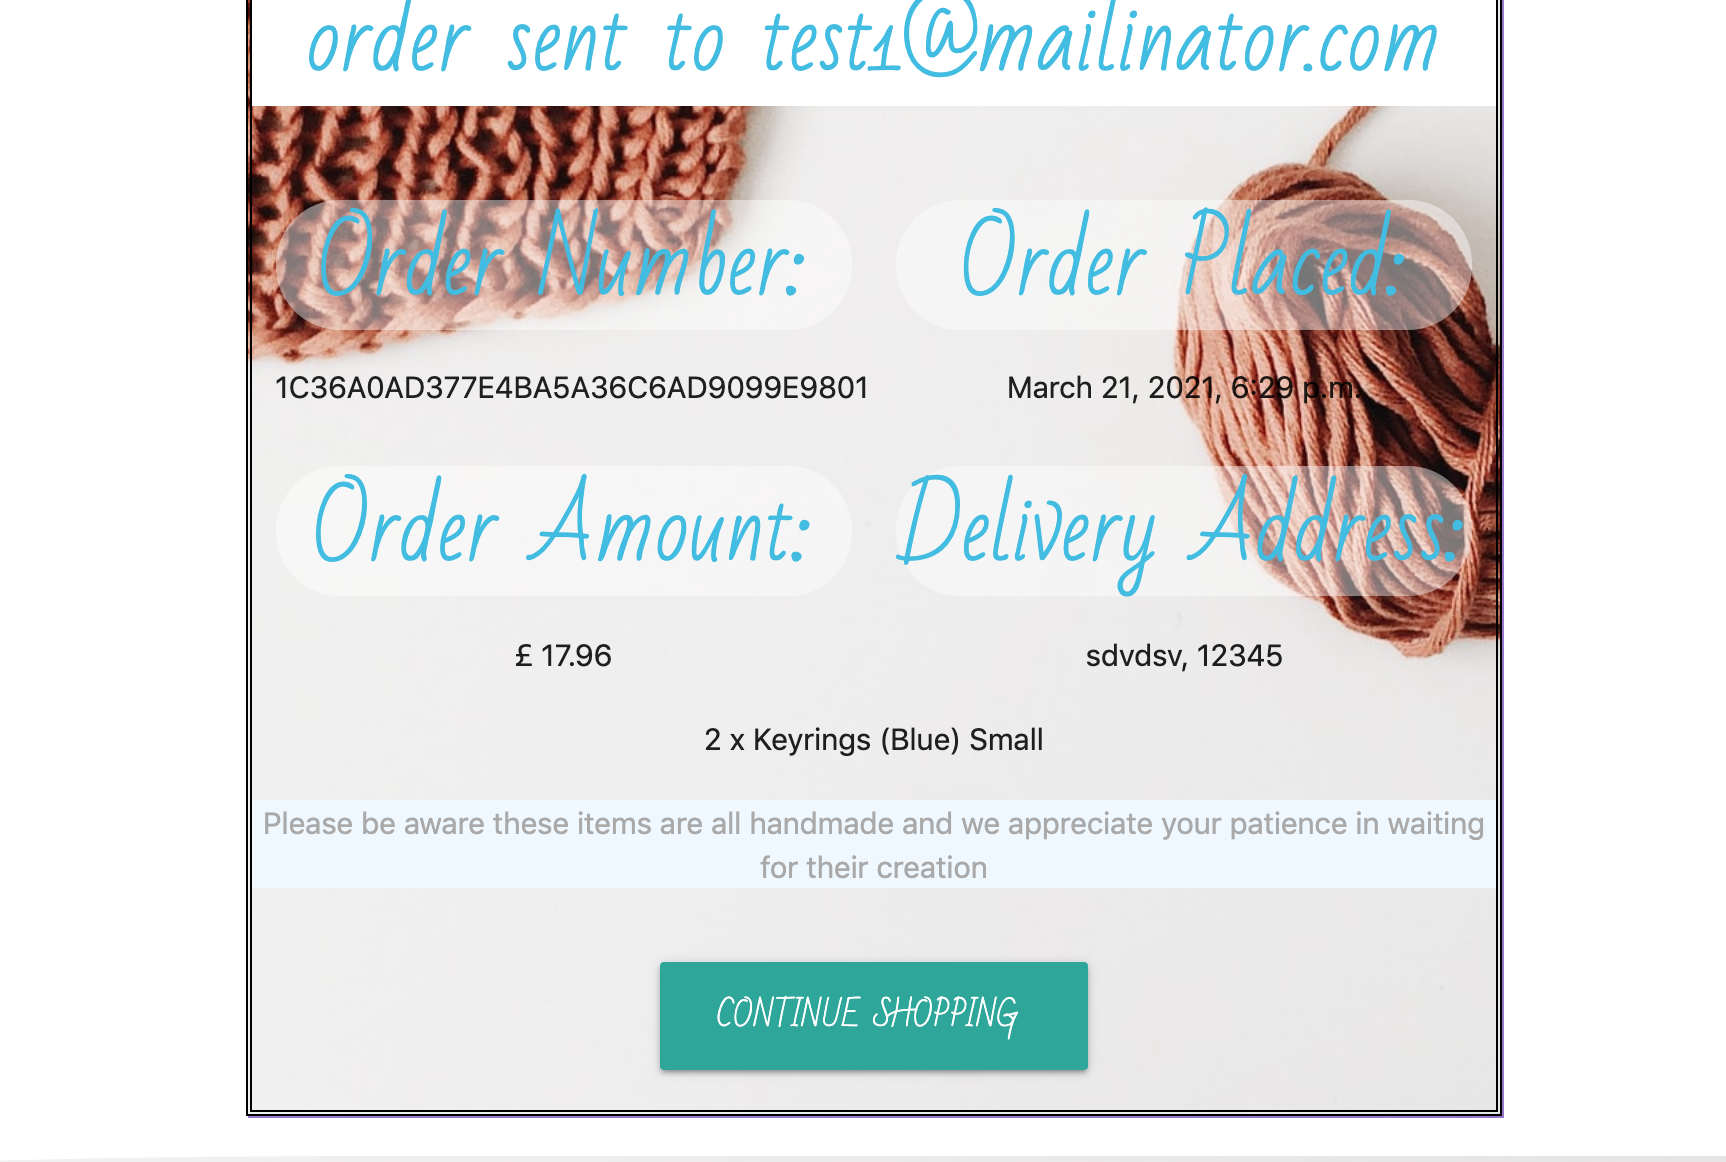 order sent to test1@mailinator.com
Order Number:
1C36A0AD377E4BA5A36C6AD9099E9801
Order Placed:
March 21, 2021, 6:29 p.m.
Order Amount:
£ 17.96
Delivery Address:
sdvdsv, 12345
2 x Keyrings (Blue) Small
Please be aware these items are all handmade and we appreciate your patience in waiting
for their creation
CONTINUE SHOPPING